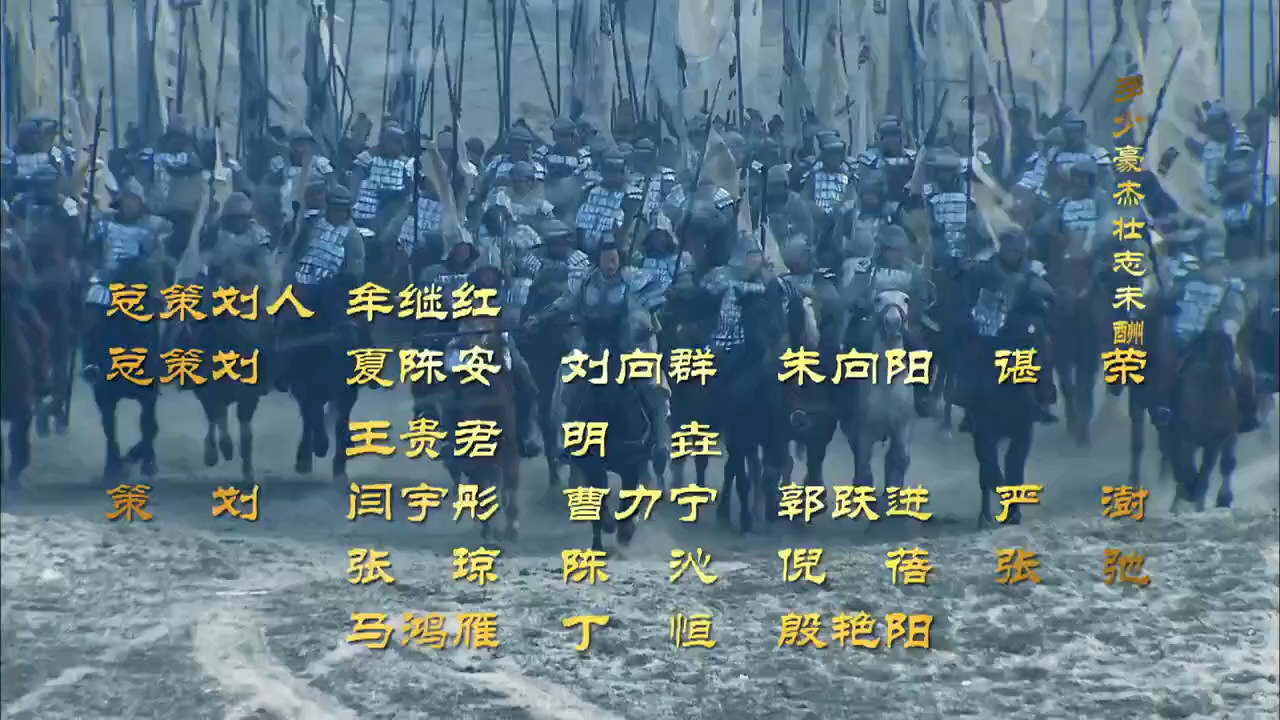 总策划人 牟继红
总策划 夏陈安 刘向群 朱向阳 谌荣
王贵君 明垚
策划 闫宇彤 曹力宁 郭跃进 严澍
张琼 陈沁 倪蓓 张弛
马鸿雁 丁恒 殷艳阳
多少豪杰壮志未酬